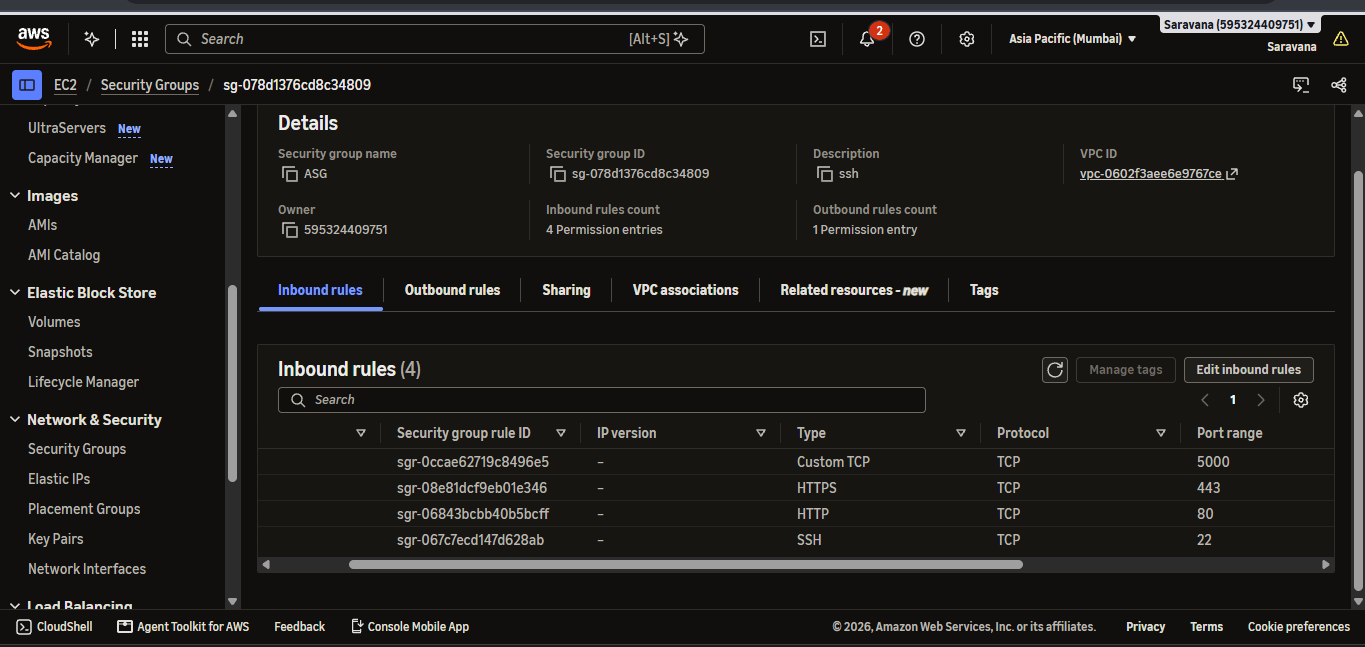 aws
Search [Alt+S]
2
Asia Pacific (Mumbai)
Saravana (595324409751)
Saravana
EC2 / Security Groups / sg-078d1376cd8c34809
UltraServers New
Capacity Manager New
Images
AMIs
AMI Catalog
Elastic Block Store
Volumes
Snapshots
Lifecycle Manager
Network & Security
Security Groups
Elastic IPs
Placement Groups
Key Pairs
Network Interfaces
Load Balancing
Details
Security group name
ASG
Security group ID
sg-078d1376cd8c34809
Description
ssh
VPC ID
vpc-0602f3aee6e9767ce
Owner
595324409751
Inbound rules count
4 Permission entries
Outbound rules count
1 Permission entry
Inbound rules Outbound rules Sharing VPC associations Related resources - new Tags
Inbound rules (4)
Manage tags Edit inbound rules
Search
1
Security group rule ID IP version Type Protocol Port range
sgr-0ccae62719c8496e5 – Custom TCP TCP 5000
sgr-08e81dcf9eb01e346 – HTTPS TCP 443
sgr-06843bcbb40b5bcff – HTTP TCP 80
sgr-067c7ecd147d628ab – SSH TCP 22
CloudShell Agent Toolkit for AWS Feedback Console Mobile App © 2026, Amazon Web Services, Inc. or its affiliates. Privacy Terms Cookie preferences